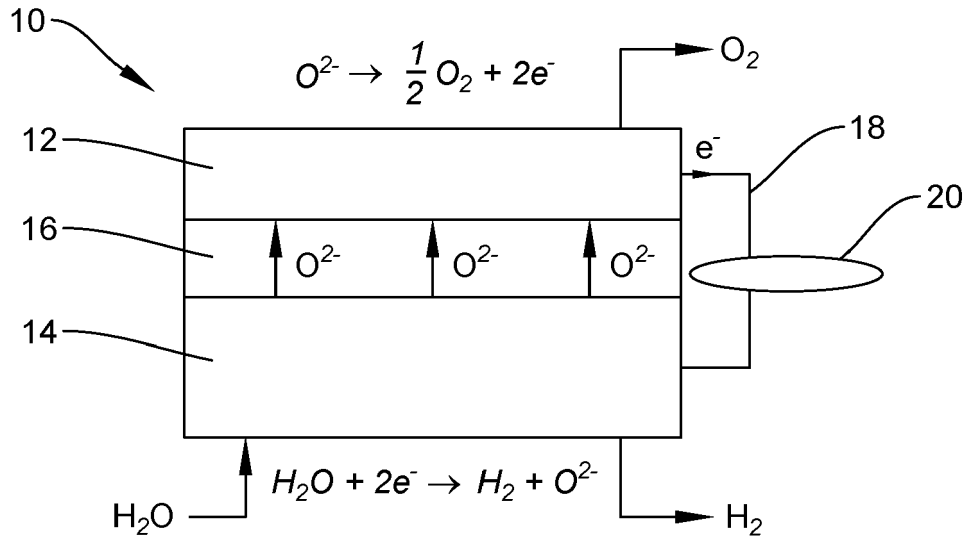 10
O²⁻ → 1/2 O₂ + 2e⁻
O₂
12
e⁻
18
16
O²⁻ O²⁻ O²⁻
20
14
H₂O + 2e⁻ → H₂ + O²⁻
H₂O
H₂